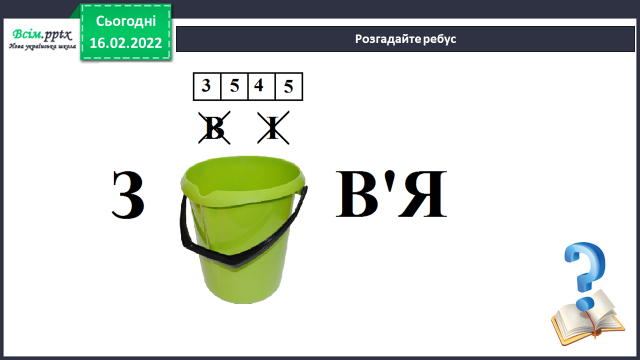 Всім.pptx
Нова українська школа
Сьогодні
16.02.2022
Розгадайте ребус
3 5 4 5
В І
З В'Я